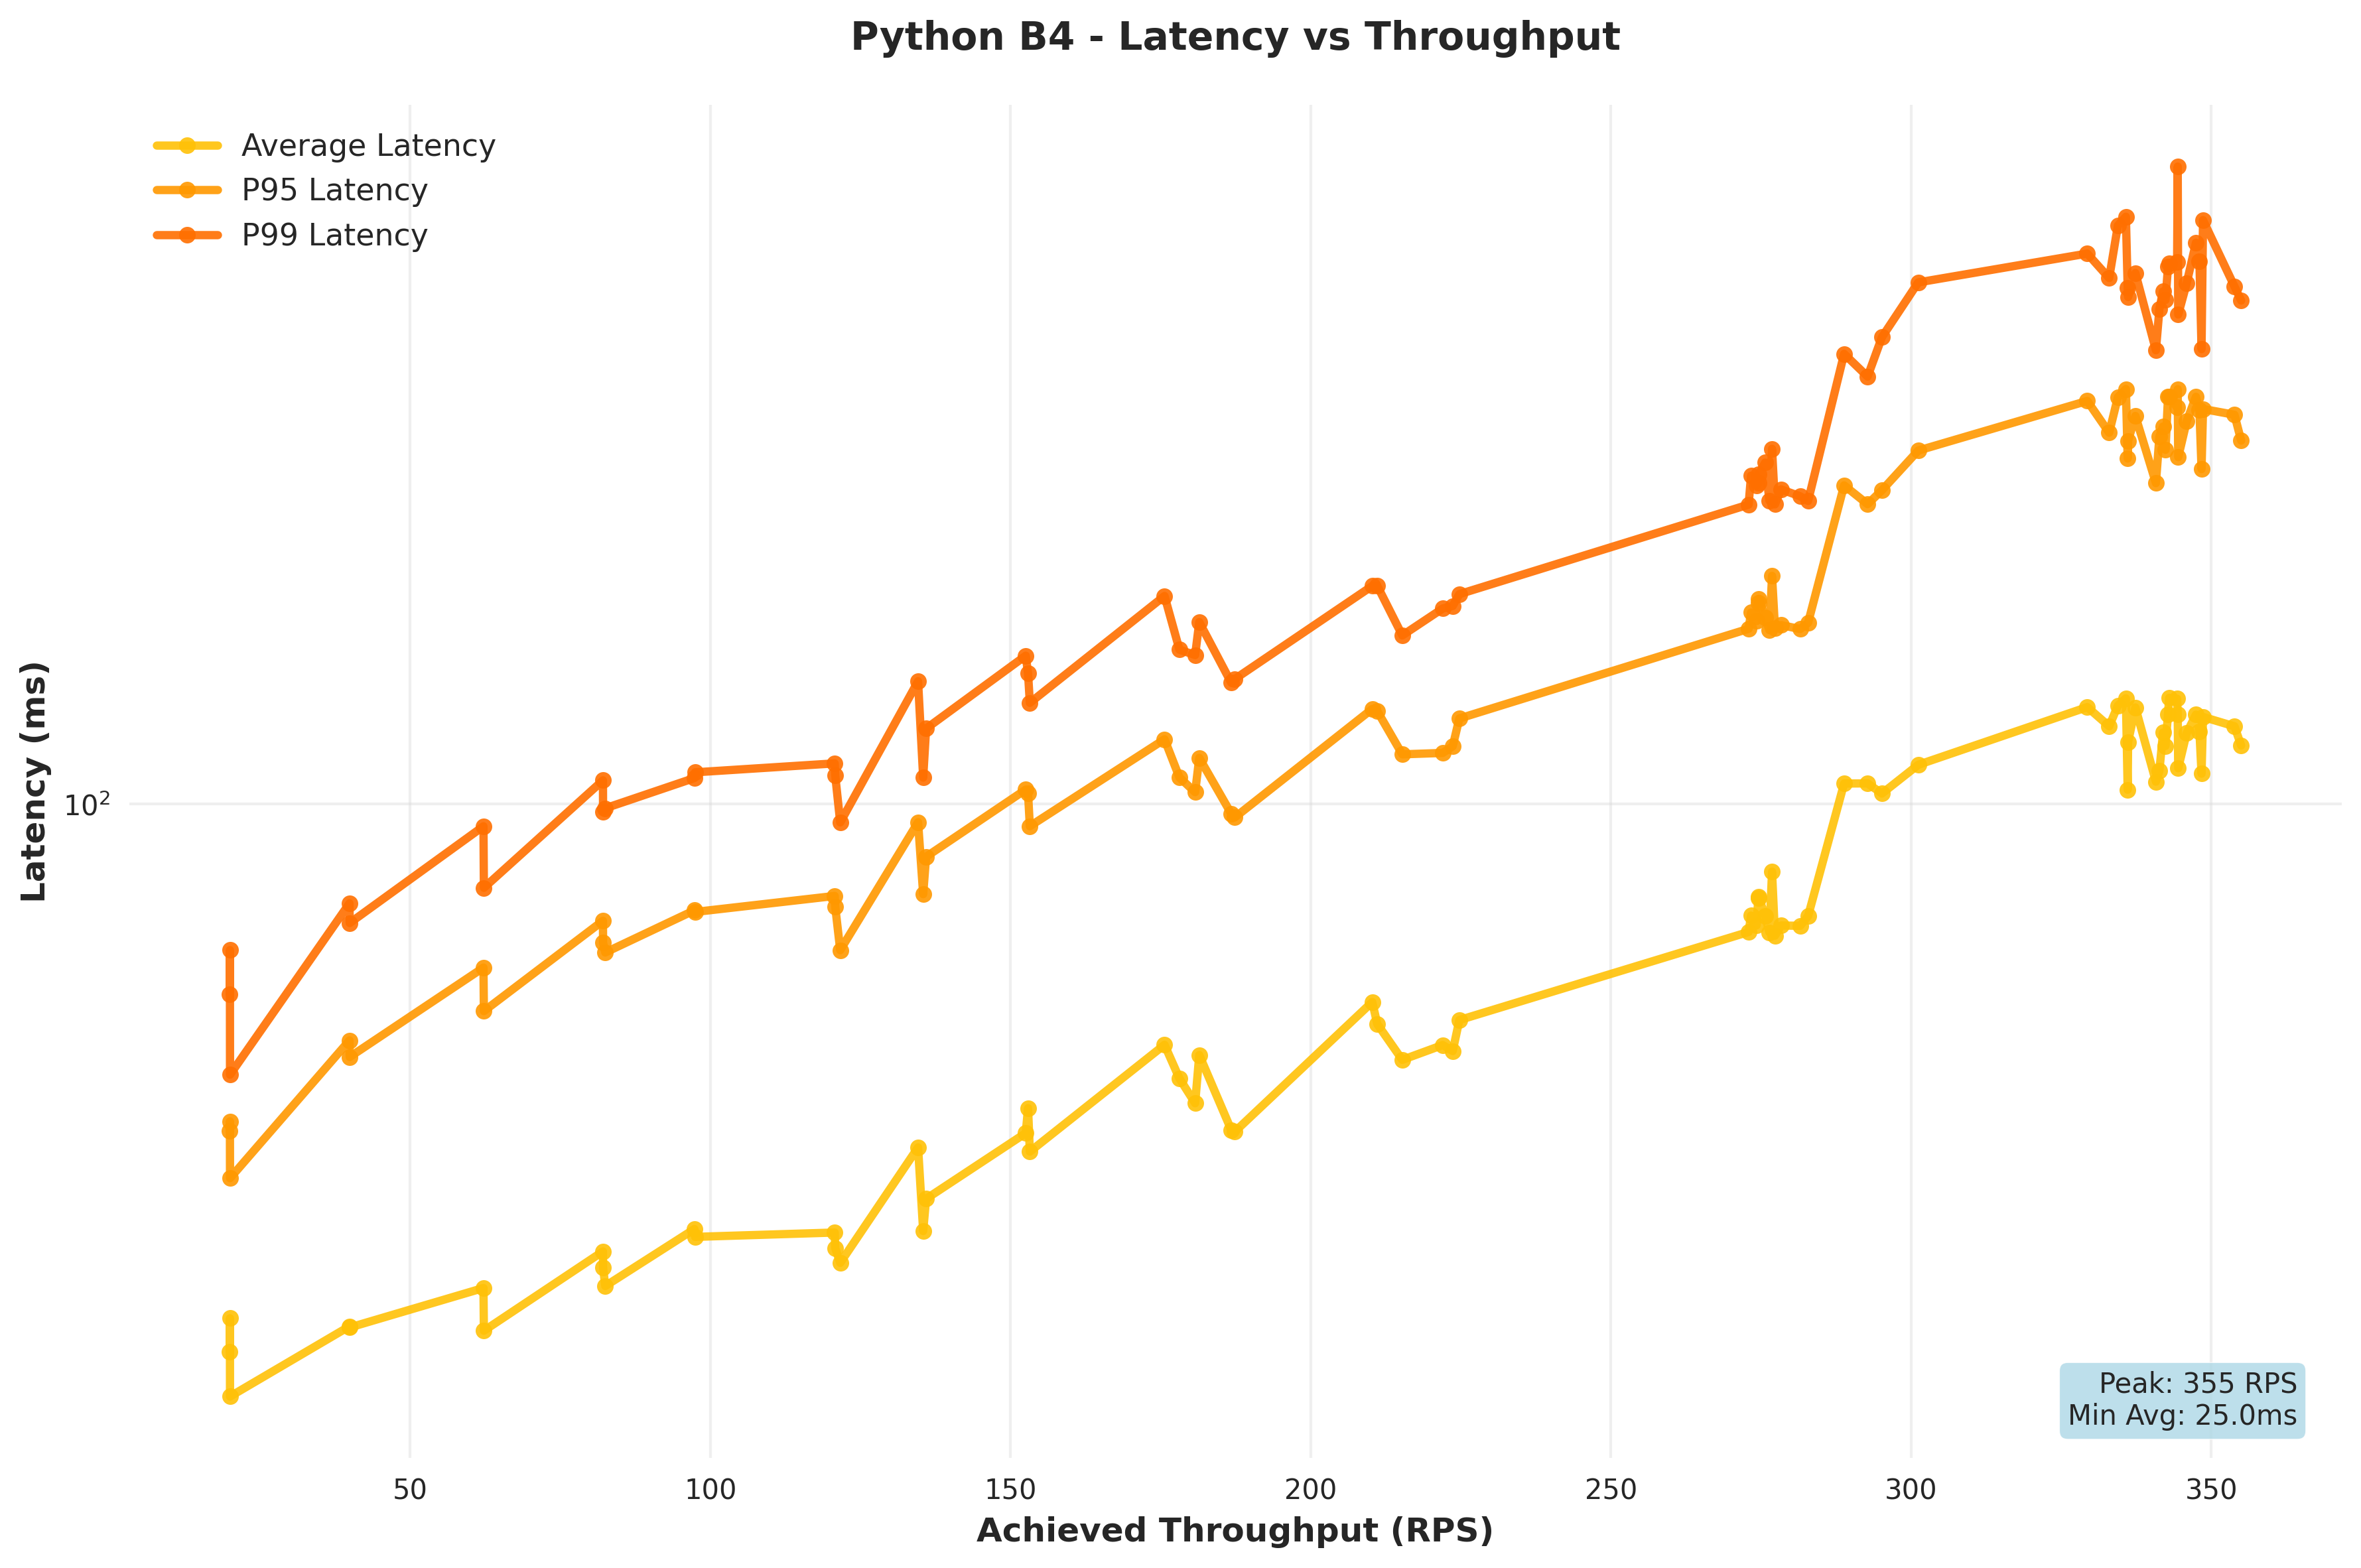 Python B4 - Latency vs Throughput
Average Latency
P95 Latency
P99 Latency
Latency (ms)
10²
Peak: 355 RPS
Min Avg: 25.0ms
50
100
150
200
250
300
350
Achieved Throughput (RPS)